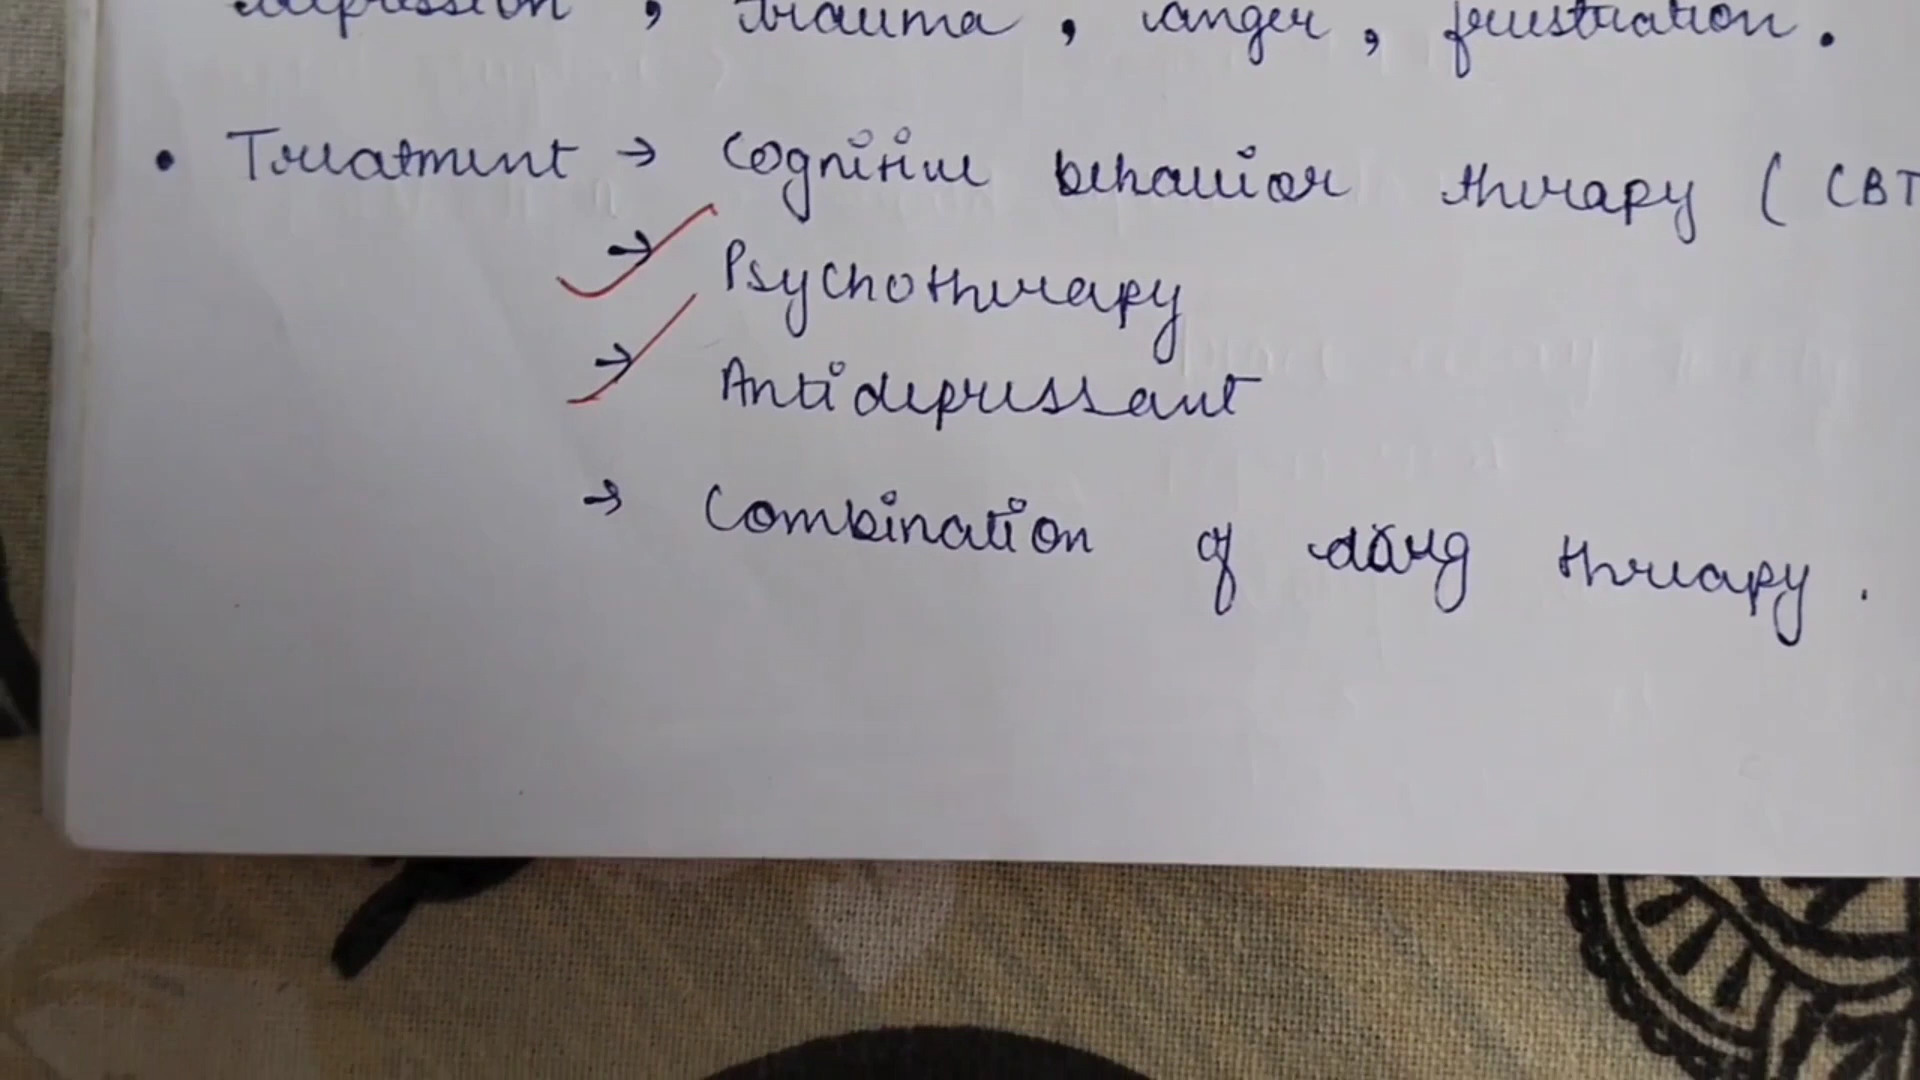 depression , trauma , anger , frustration .
• Treatment → Cognitive behavior therapy ( CBT
→ Psychotherapy
→ Antidepressant
→ Combination of drug therapy .